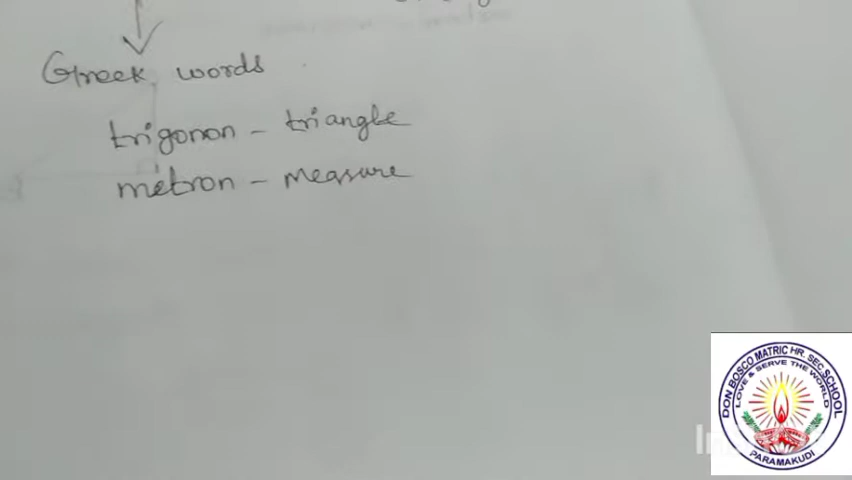 Greek words
trigonon - triangle
metron - measure
DON BOSCO MATRIC HR. SEC. SCHOOL
LOVE & SERVE THE WORLD
PARAMAKUDI